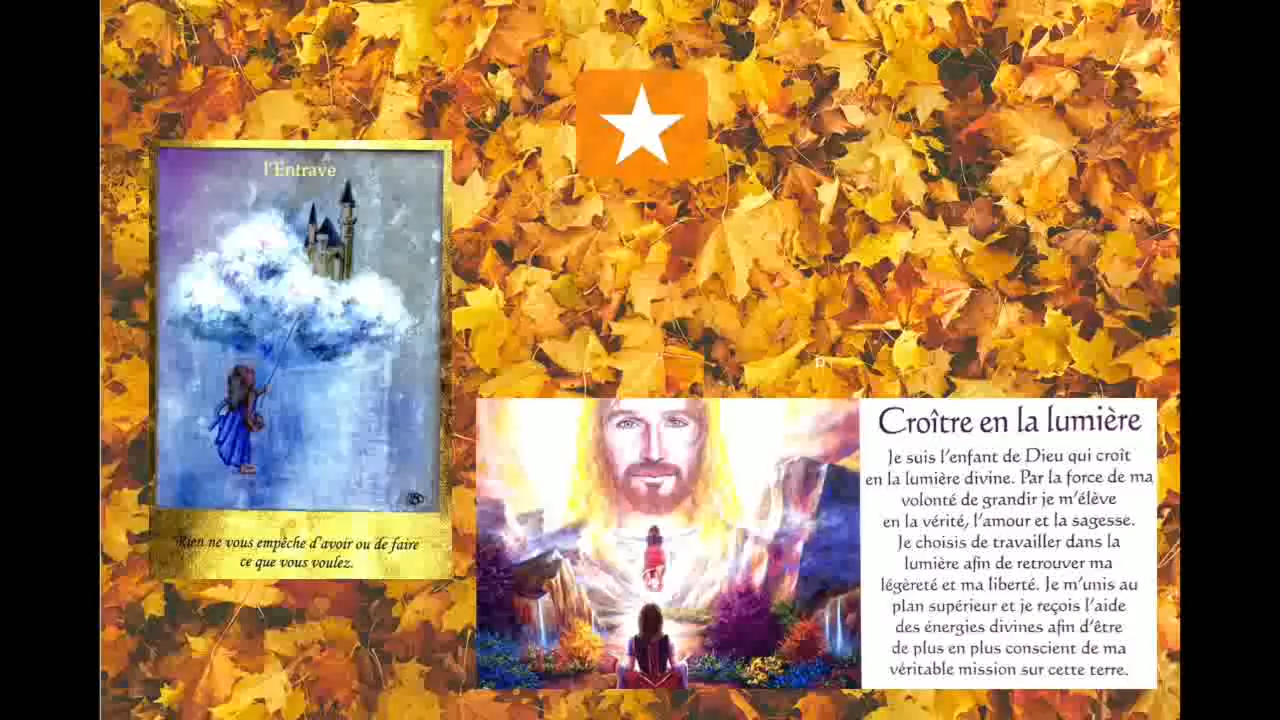 l'Entrave
Rien ne vous empêche d'avoir ou de faire
ce que vous voulez.
p
Croître en la lumière
Je suis l'enfant de Dieu qui croît
en la lumière divine. Par la force de ma
volonté de grandir je m'élève
en la vérité, l'amour et la sagesse.
Je choisis de travailler dans la
lumière afin de retrouver ma
légèreté et ma liberté. Je m'unis au
plan supérieur et je reçois l'aide
des énergies divines afin d'être
de plus en plus conscient de ma
véritable mission sur cette terre.